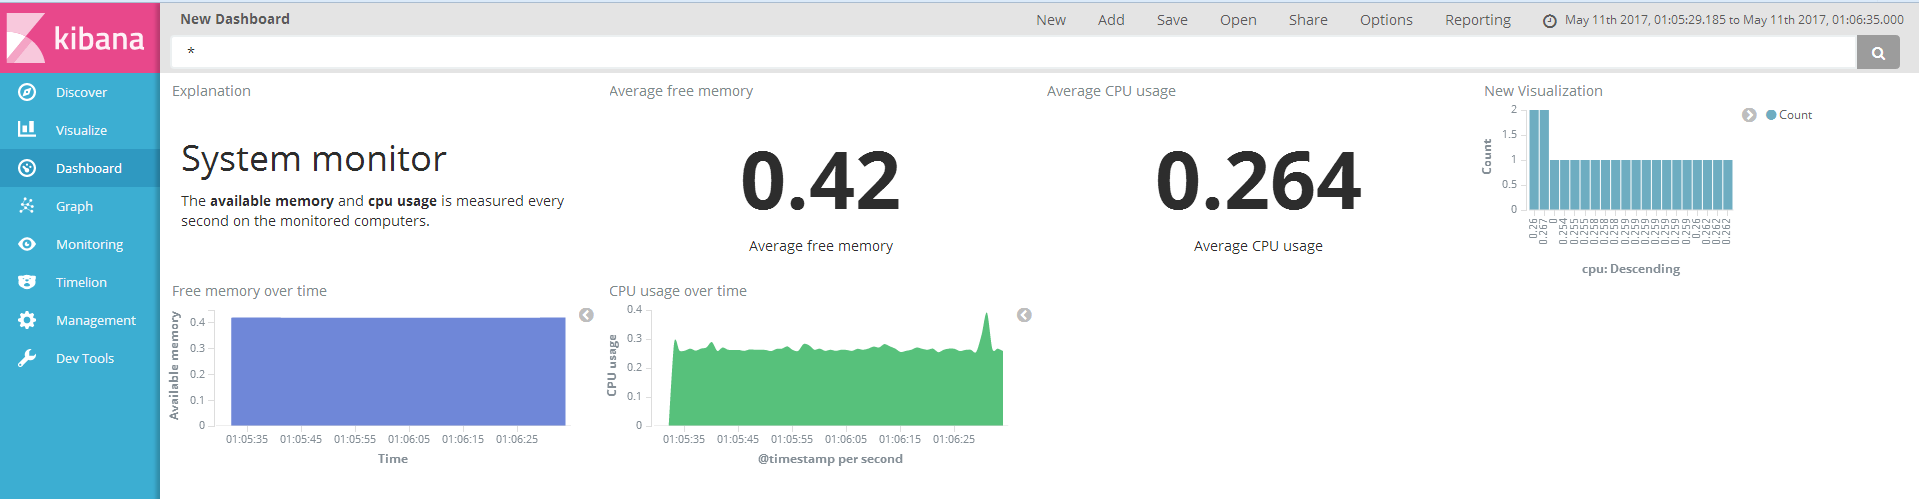 kibana
New Dashboard
New Add Save Open Share Options Reporting May 11th 2017, 01:05:29.185 to May 11th 2017, 01:06:35.000
*
Discover
Visualize
Dashboard
Graph
Monitoring
Timelion
Management
Dev Tools
Explanation
System monitor
The available memory and cpu usage is measured every
second on the monitored computers.
Average free memory
0.42
Average free memory
Average CPU usage
0.264
Average CPU usage
New Visualization
Count
2
1.5
1
0.5
0
0.26 0.267 0 0.254 0.255 0.255 0.258 0.258 0.258 0.259 0.259 0.259 0.259 0.259 0.259 0.259 0.26 0.262 0.262 0.262
cpu: Descending
Count
Free memory over time
Available memory
0.4
0.3
0.2
0.1
0
01:05:35 01:05:45 01:05:55 01:06:05 01:06:15 01:06:25
Time
CPU usage over time
CPU usage
0.4
0.3
0.2
0.1
0
01:05:35 01:05:45 01:05:55 01:06:05 01:06:15 01:06:25
@timestamp per second